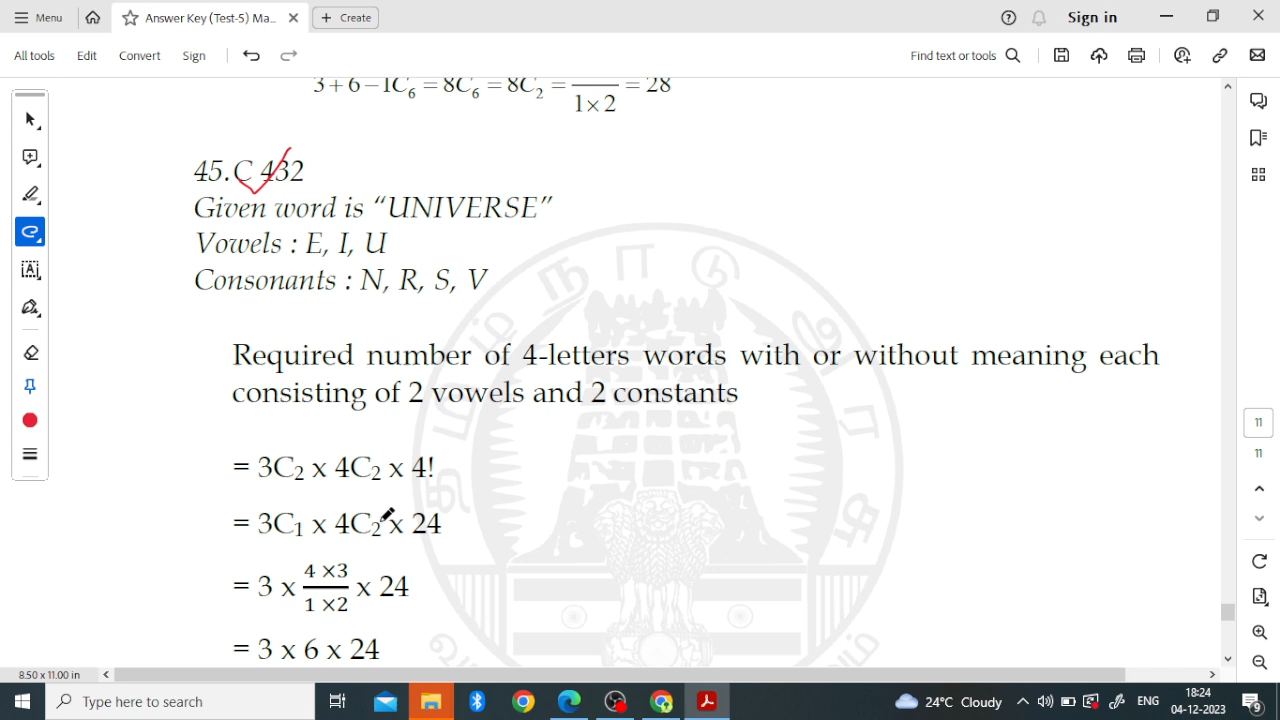 Menu
Answer Key (Test-5) Ma...
Create
Sign in
All tools Edit Convert Sign
Find text or tools
3+6−1C₆ = 8C₆ = 8C₂ = ―― = 28
1×2
45.C 432
Given word is “UNIVERSE”
Vowels : E, I, U
Consonants : N, R, S, V
Required number of 4-letters words with or without meaning each
consisting of 2 vowels and 2 constants
= 3C₂ x 4C₂ x 4!
= 3C₁ x 4C₂ x 24
= 3 x (4 ×3)/(1 ×2) x 24
= 3 x 6 x 24
11
11
8.50 x 11.00 in
Type here to search
24°C Cloudy
ENG
18:24
04-12-2023
9